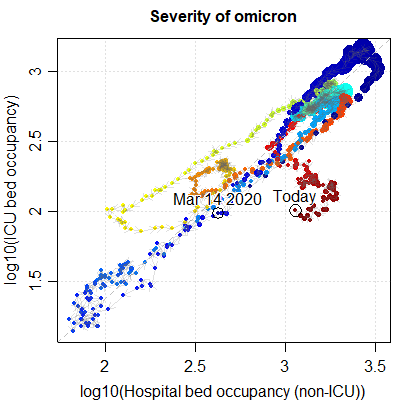 Severity of omicron
log10(ICU bed occupancy)
3
2.5
2
1.5
Mar 14 2020
Today
2
2.5
3
3.5
log10(Hospital bed occupancy (non-ICU))